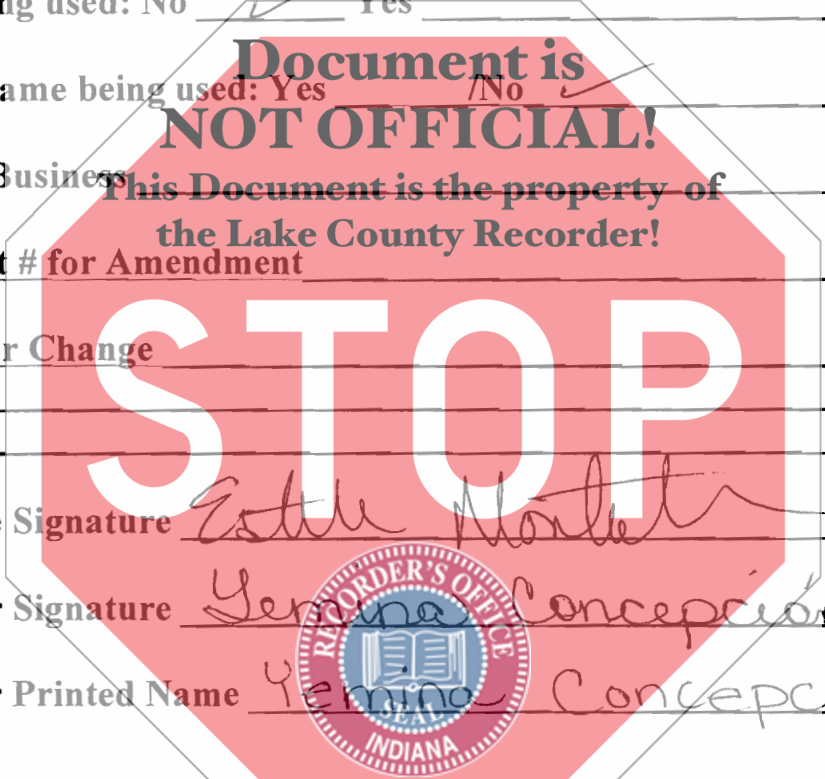 ng used: No Yes
Document is
ame being used: Yes /No ✓
NOT OFFICIAL!
Business
This Document is the property of
the Lake County Recorder!
t # for Amendment
r Change
STOP
Signature
Signature Yemina Concepción
RECORDER'S OFFICE
Printed Name Yemina Concepc
SEAL
INDIANA